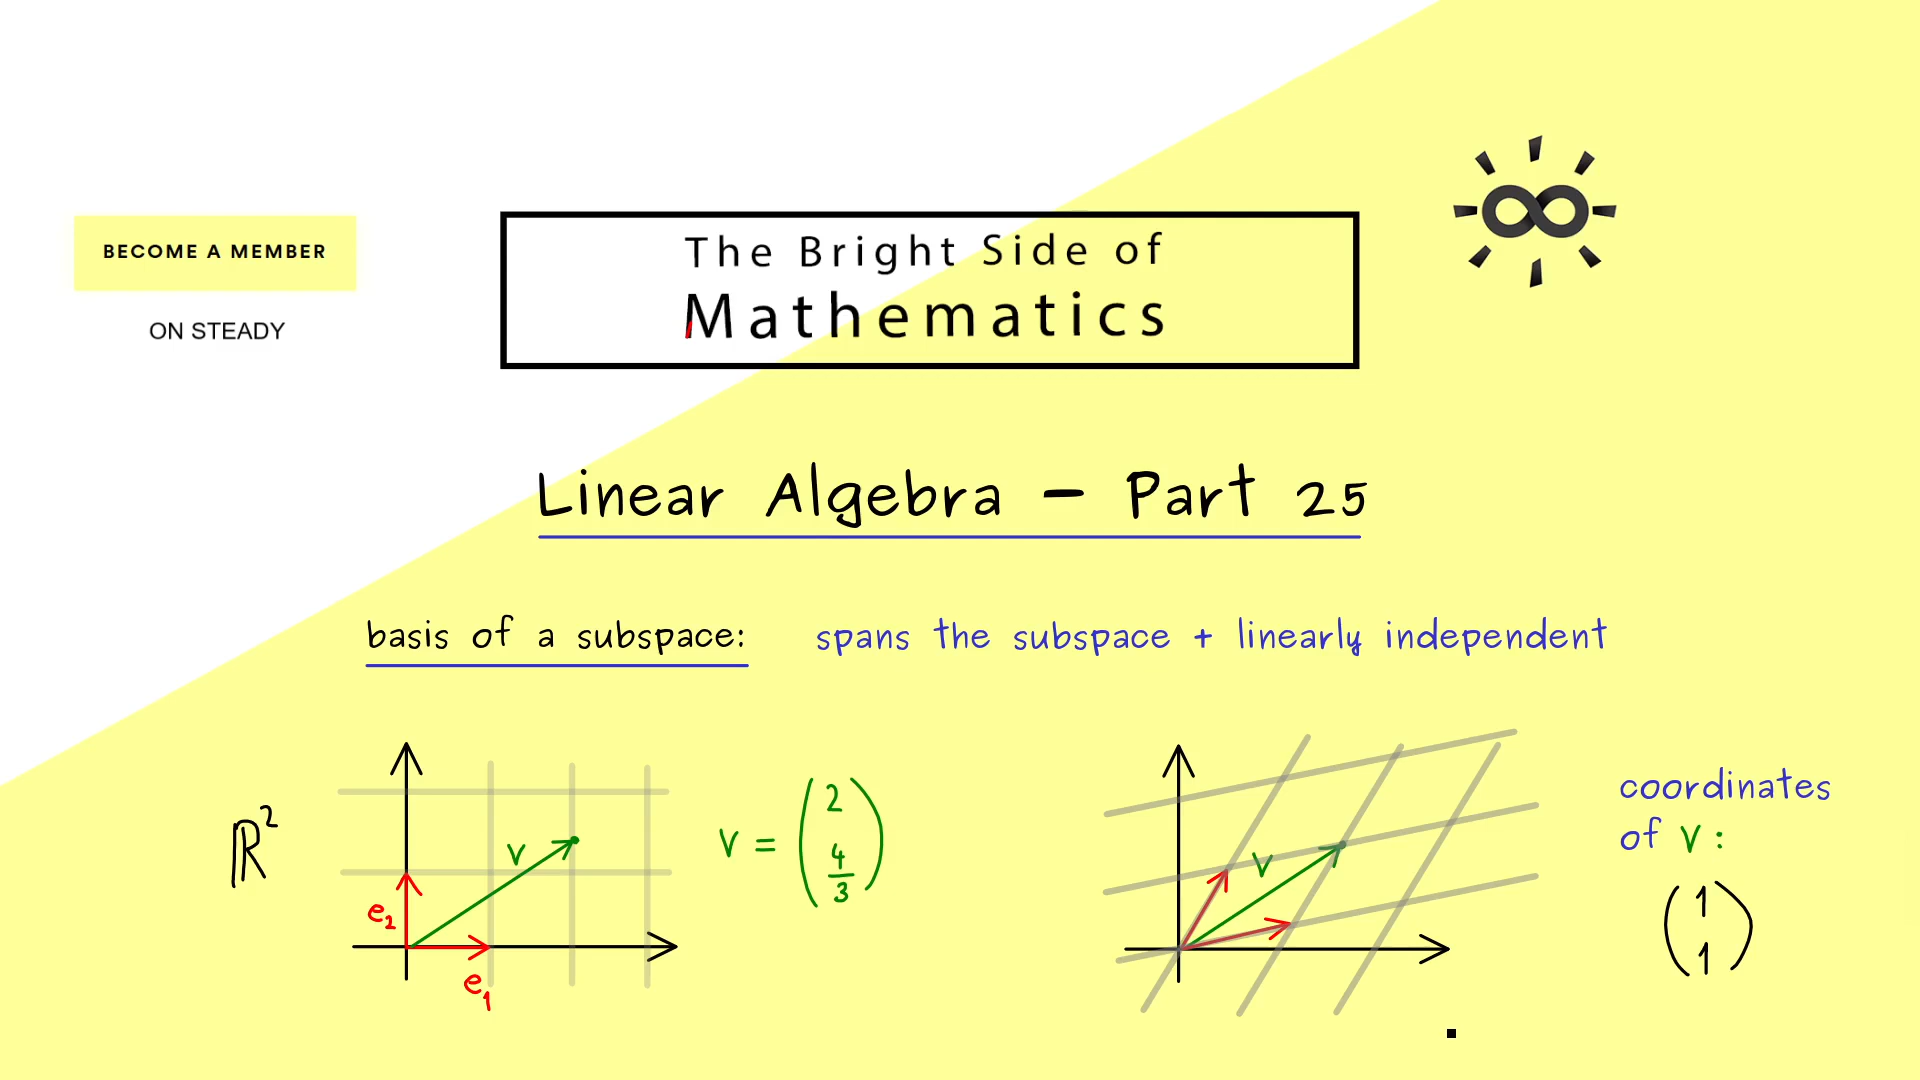 BECOME A MEMBER
ON STEADY
The Bright Side of
Mathematics
Linear Algebra – Part 25
basis of a subspace: spans the subspace + linearly independent
ℝ²
e₂
e₁
v
v = (2
4/3)
v
coordinates
of v :
(1
1)